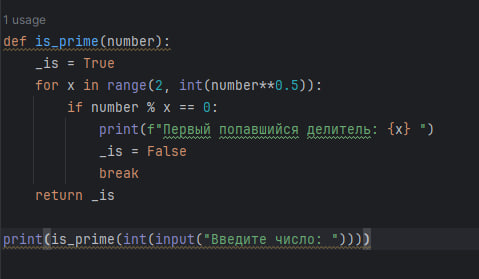 1 usage
def is_prime(number):
    _is = True
    for x in range(2, int(number**0.5)):
        if number % x == 0:
            print(f"Первый попавшийся делитель: {x} ")
            _is = False
            break
    return _is
print(is_prime(int(input("Введите число: "))))